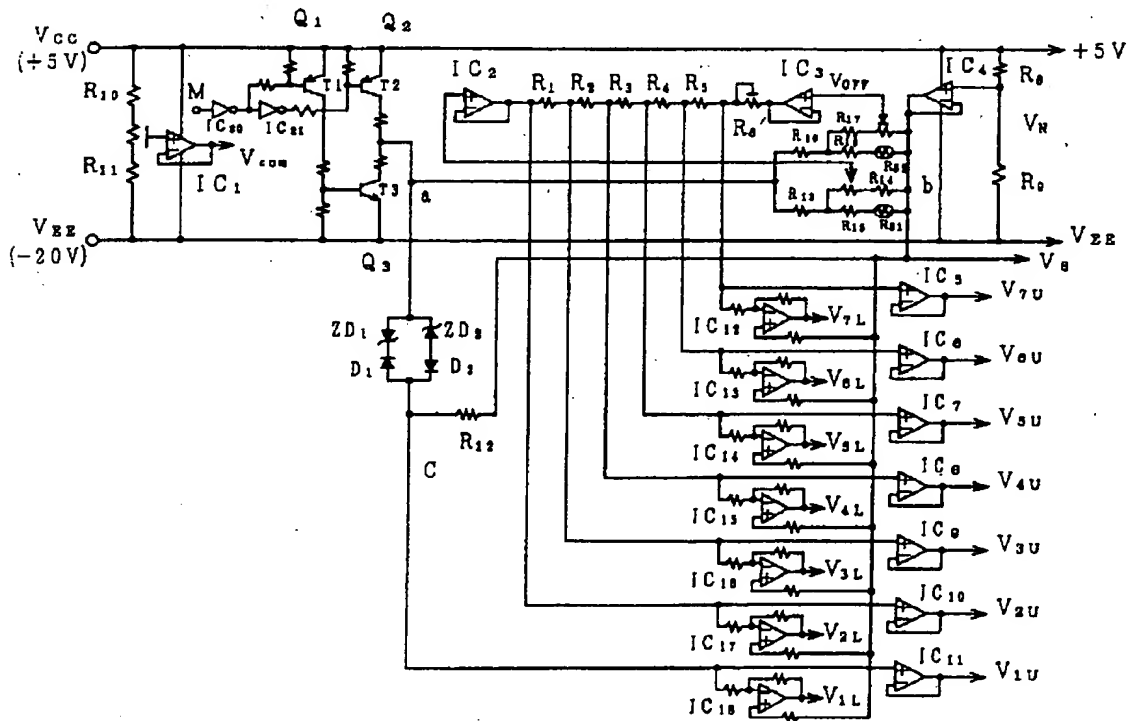 Q1 Q2
VCC
(+5V)
+5V
IC2 R1 R2 R3 R4 R5 IC3 IC4
VOFF
R8
R10
M
T1 T2
IC20 IC21
R6
R17
VN
R16
R11
Vcom
IC1
T3
a
R14
b
R9
R13
R15
R31
VEE
(-20V)
VEE
Q3
V8
IC5
V7U
ZD1 ZD2
IC12
V7L
IC6
V6U
D1 D2
IC13
V6L
IC7
V5U
R12
IC14
V5L
C
IC8
V4U
IC15
V4L
IC9
V3U
IC16
V3L
IC10
V2U
IC17
V2L
IC11
V1U
IC18
V1L